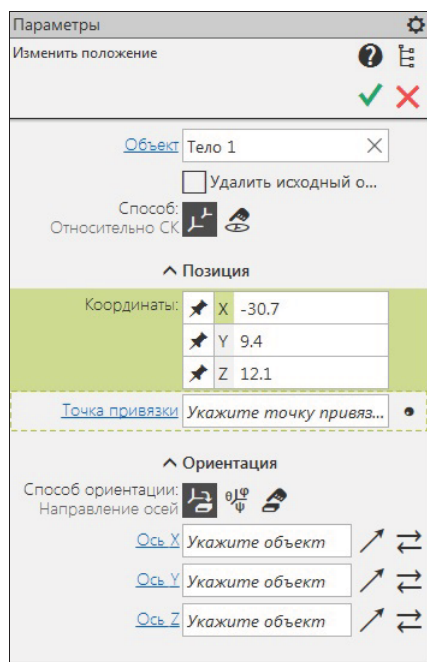 Параметры
Изменить положение
Объект Тело 1
Удалить исходный о...
Способ:
Относительно СК
Позиция
Координаты: X -30.7
Y 9.4
Z 12.1
Точка привязки Укажите точку привяз...
Ориентация
Способ ориентации: θ φ ψ
Направление осей
Ось X Укажите объект
Ось Y Укажите объект
Ось Z Укажите объект